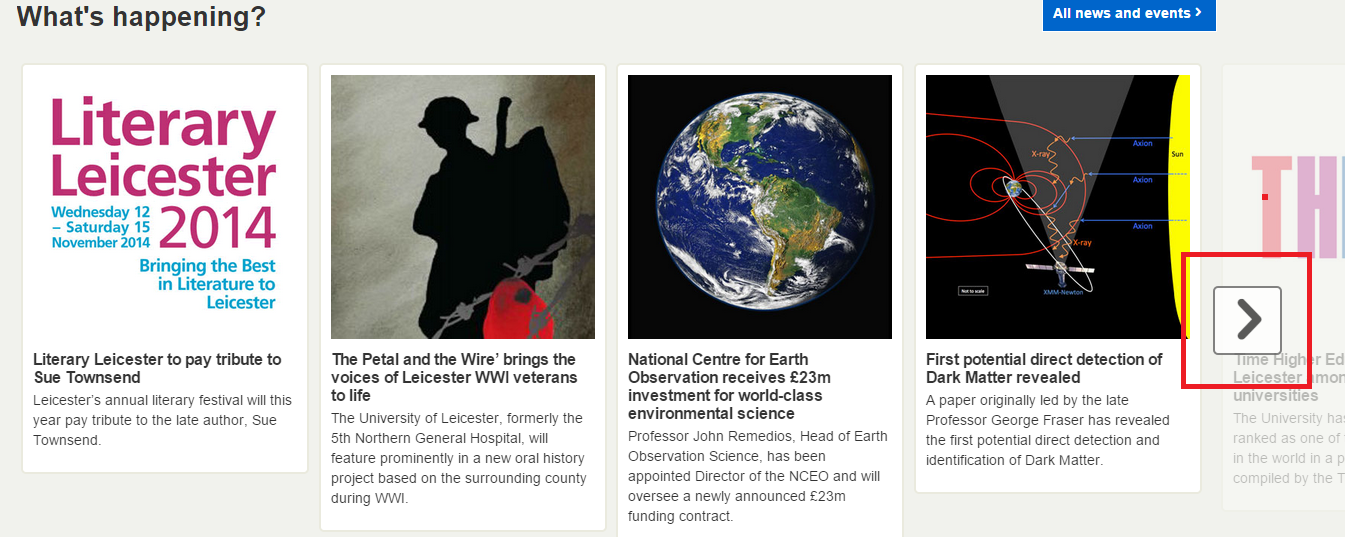 What's happening?
All news and events ›
Literary
Leicester
Wednesday 12
– Saturday 15
November 2014
2014
Bringing the Best
in Literature to
Leicester
Literary Leicester to pay tribute to
Sue Townsend
Leicester's annual literary festival will this
year pay tribute to the late author, Sue
Townsend.
The Petal and the Wire' brings the
voices of Leicester WWI veterans
to life
The University of Leicester, formerly the
5th Northern General Hospital, will
feature prominently in a new oral history
project based on the surrounding county
during WWI.
National Centre for Earth
Observation receives £23m
investment for world-class
environmental science
Professor John Remedios, Head of Earth
Observation Science, has been
appointed Director of the NCEO and will
oversee a newly announced £23m
funding contract.
X-ray
Axion
Sun
Axion
Axion
X-ray
XMM-Newton
Not to scale
First potential direct detection of
Dark Matter revealed
A paper originally led by the late
Professor George Fraser has revealed
the first potential direct detection and
identification of Dark Matter.
TH
Time Higher Ed
Leicester amon
universities
The University has
ranked as one of
in the world in a p
compiled by the T